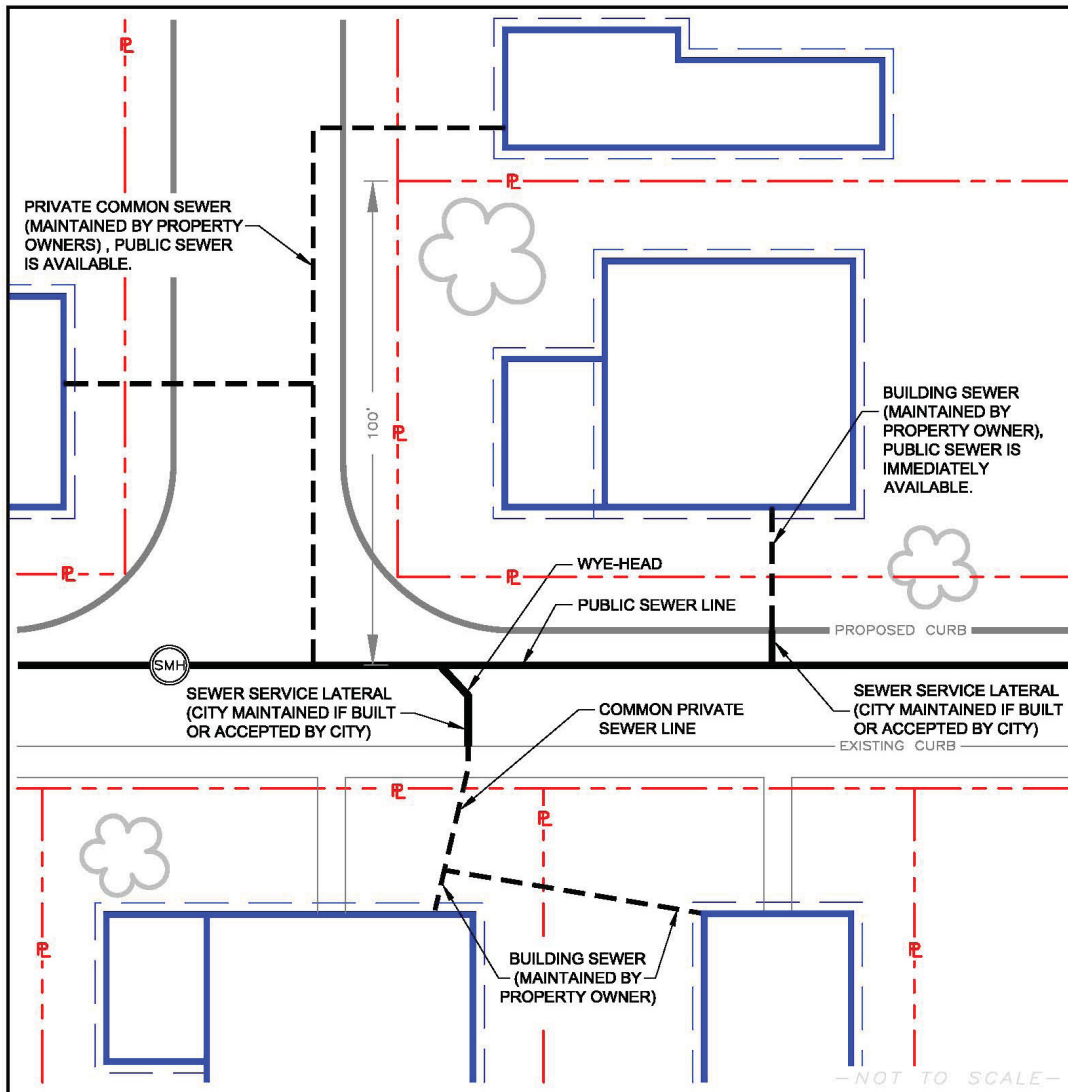 PL
PL
PRIVATE COMMON SEWER
(MAINTAINED BY PROPERTY
OWNERS) , PUBLIC SEWER
IS AVAILABLE.
100'
PL
BUILDING SEWER
(MAINTAINED BY
PROPERTY OWNER),
PUBLIC SEWER IS
IMMEDIATELY
AVAILABLE.
PL
PL
WYE-HEAD
PUBLIC SEWER LINE
PROPOSED CURB
SMH
SEWER SERVICE LATERAL
(CITY MAINTAINED IF BUILT
OR ACCEPTED BY CITY)
COMMON PRIVATE
SEWER LINE
SEWER SERVICE LATERAL
(CITY MAINTAINED IF BUILT
OR ACCEPTED BY CITY)
EXISTING CURB
PL
PL
PL
PL
BUILDING SEWER
(MAINTAINED BY
PROPERTY OWNER)
-NOT TO SCALE-